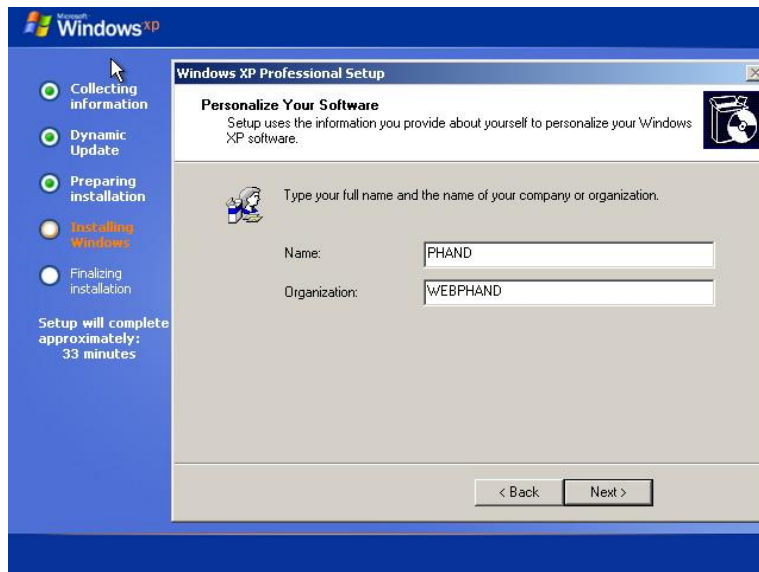 Microsoft
Windows xp
Collecting
information
Dynamic
Update
Preparing
installation
Installing
Windows
Finalizing
installation
Setup will complete
approximately:
33 minutes
Windows XP Professional Setup
Personalize Your Software
Setup uses the information you provide about yourself to personalize your Windows
XP software.
Type your full name and the name of your company or organization.
Name:
PHAND
Organization:
WEBPHAND
< Back
Next >